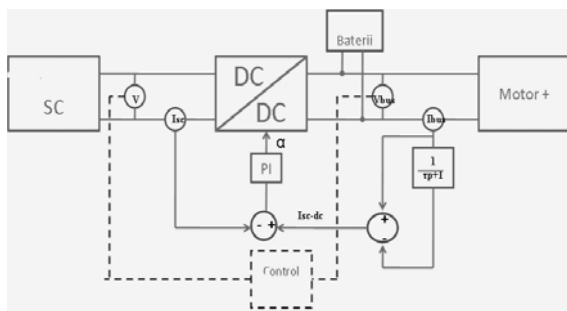 Baterii
DC
DC
SC
V
Isc
Vbus
Ibus
Motor +
α
PI
1
τp+1
Isc-dc
- +
+
-
Control